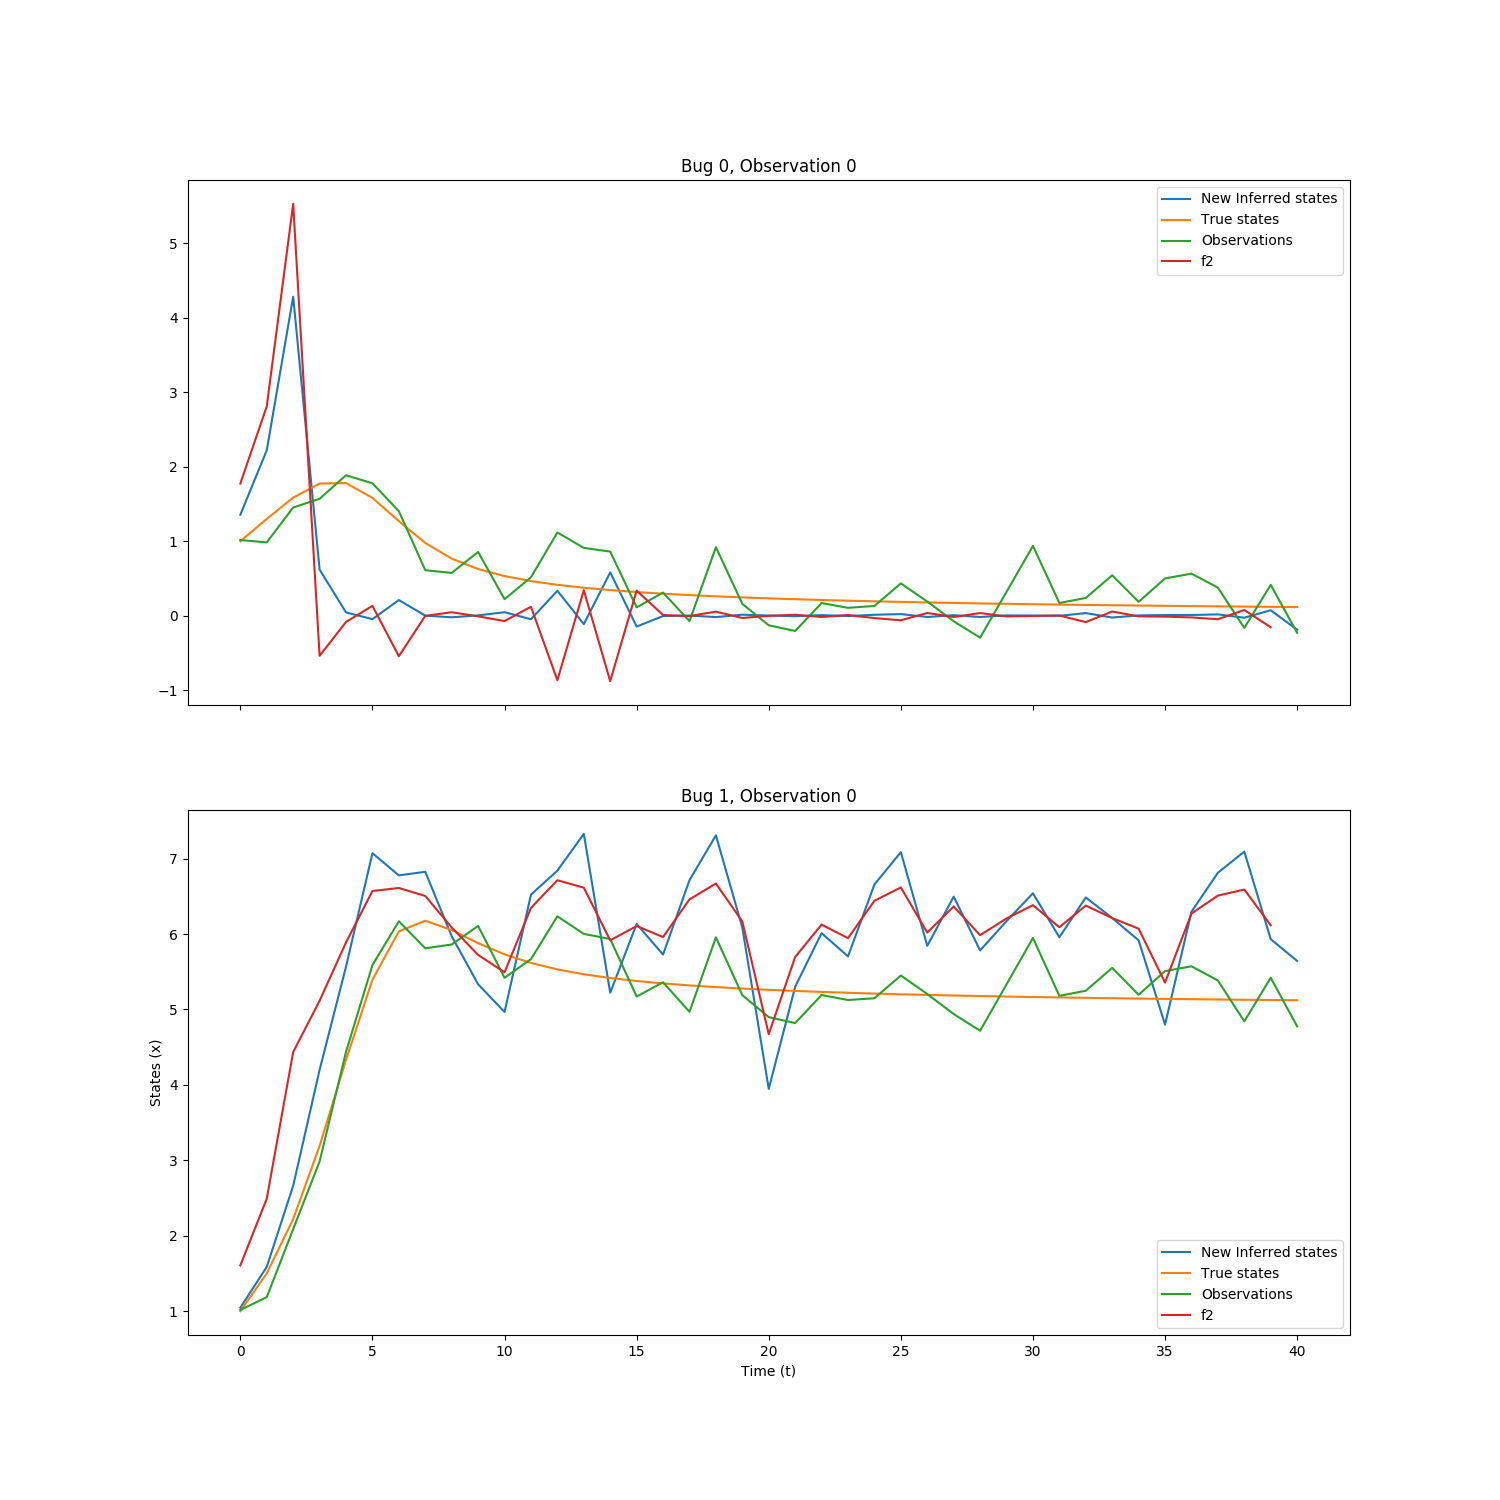 Bug 0, Observation 0
New Inferred states
True states
Observations
f2
5
4
3
2
1
0
−1
Bug 1, Observation 0
7
6
5
4
3
2
1
States (x)
New Inferred states
True states
Observations
f2
0 5 10 15 20 25 30 35 40
Time (t)